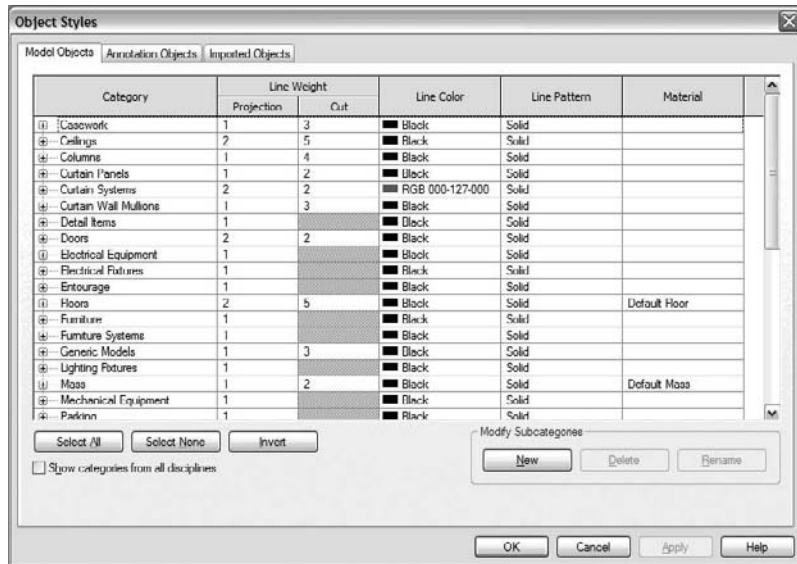 Object Styles
Model Objects Annotation Objects Imported Objects
Category Line Weight Line Color Line Pattern Material
Projection Cut
Casework 1 3 Black Solid
Ceilings 2 5 Black Solid
Columns 1 4 Black Solid
Curtain Panels 1 2 Black Solid
Curtain Systems 2 2 RGB 000-127-000 Solid
Curtain Wall Mullions 1 3 Black Solid
Detail Items 1 Black Solid
Doors 2 2 Black Solid
Electrical Equipment 1 Black Solid
Electrical Fixtures 1 Black Solid
Entourage 1 Black Solid
Floors 2 5 Black Solid Default Floor
Furniture 1 Black Solid
Furniture Systems 1 Black Solid
Generic Models 1 3 Black Solid
Lighting Fixtures 1 Black Solid
Mass 1 2 Black Solid Default Mass
Mechanical Equipment 1 Black Solid
Parking 1 Black Solid
Select All Select None Invert
Modify Subcategories
New Delete Rename
Show categories from all disciplines
OK Cancel Apply Help